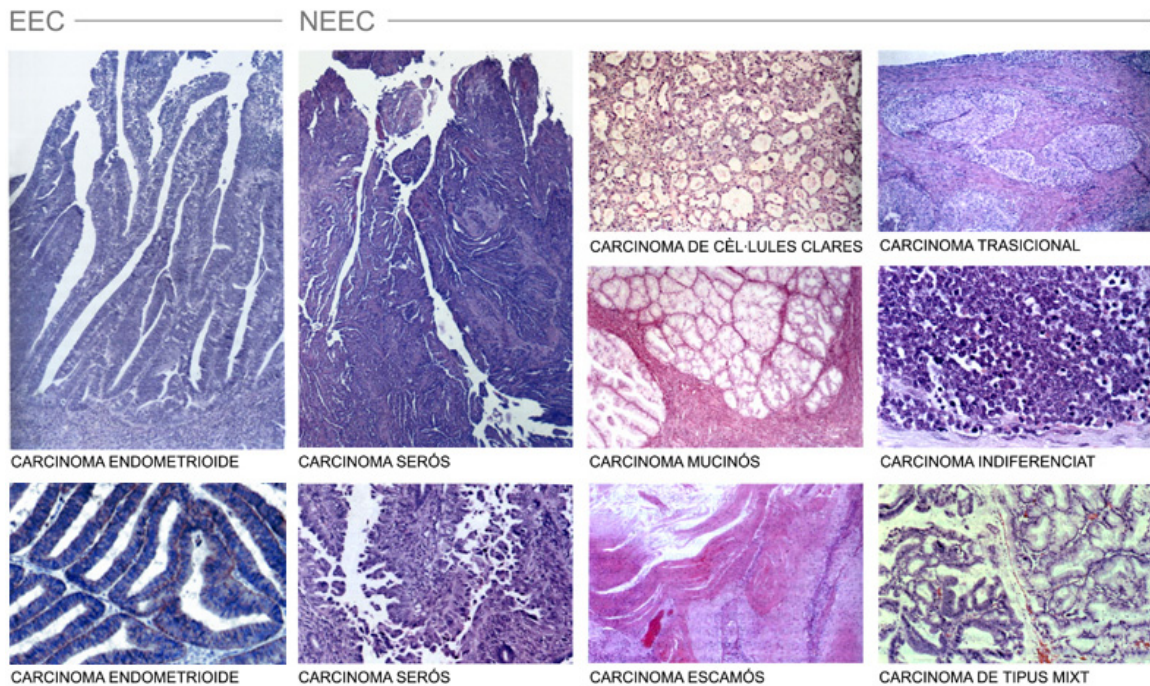 EEC
NEEC
CARCINOMA DE CÈL·LULES CLARES
CARCINOMA TRASICIONAL
CARCINOMA ENDOMETRIOIDE
CARCINOMA SERÓS
CARCINOMA MUCINÓS
CARCINOMA INDIFERENCIAT
CARCINOMA ENDOMETRIOIDE
CARCINOMA SERÓS
CARCINOMA ESCAMÓS
CARCINOMA DE TIPUS MIXT